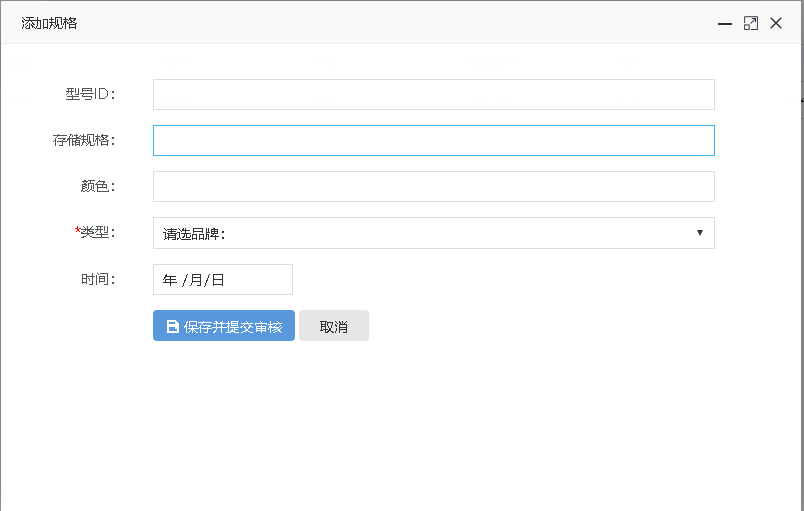 添加规格
型号ID：
存储规格：
颜色：
*类型： 请选品牌：
时间： 年 /月/日
保存并提交审核 取消